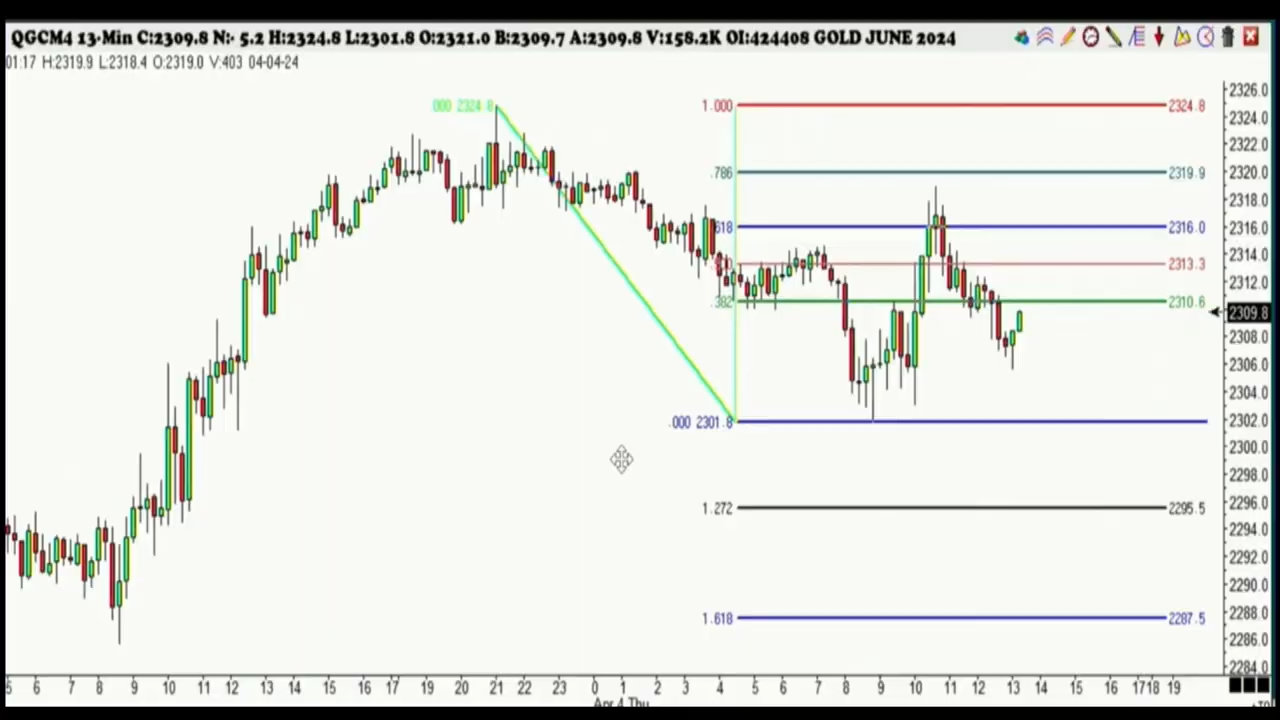 QGCM4 13-Min C:2309.8 N:- 5.2 H:2324.8 L:2301.8 O:2321.0 B:2309.7 A:2309.8 V:158.2K OI:424408 GOLD JUNE 2024
01:17 H:2319.9 L:2318.4 O:2319.0 V:403 04-04-24
2326.0
000 2324.8 1.000 2324.8
2324.0
2322.0
.786 2319.9 2320.0
2318.0
618 2316.0 2316.0
2314.0
2313.3
2312.0
.382 2310.6
2309.8
2308.0
2306.0
2304.0
.000 2301.8 2302.0
2300.0
2298.0
1.272 2295.5 2296.0
2294.0
2292.0
2290.0
1.618 2287.5 2288.0
2286.0
2284.0
5 6 7 8 9 10 11 12 13 14 15 16 17 19 20 21 22 23 0 1 2 3 4 5 6 7 8 9 10 11 12 13 14 15 16 17 18 19
Apr 4 Thu